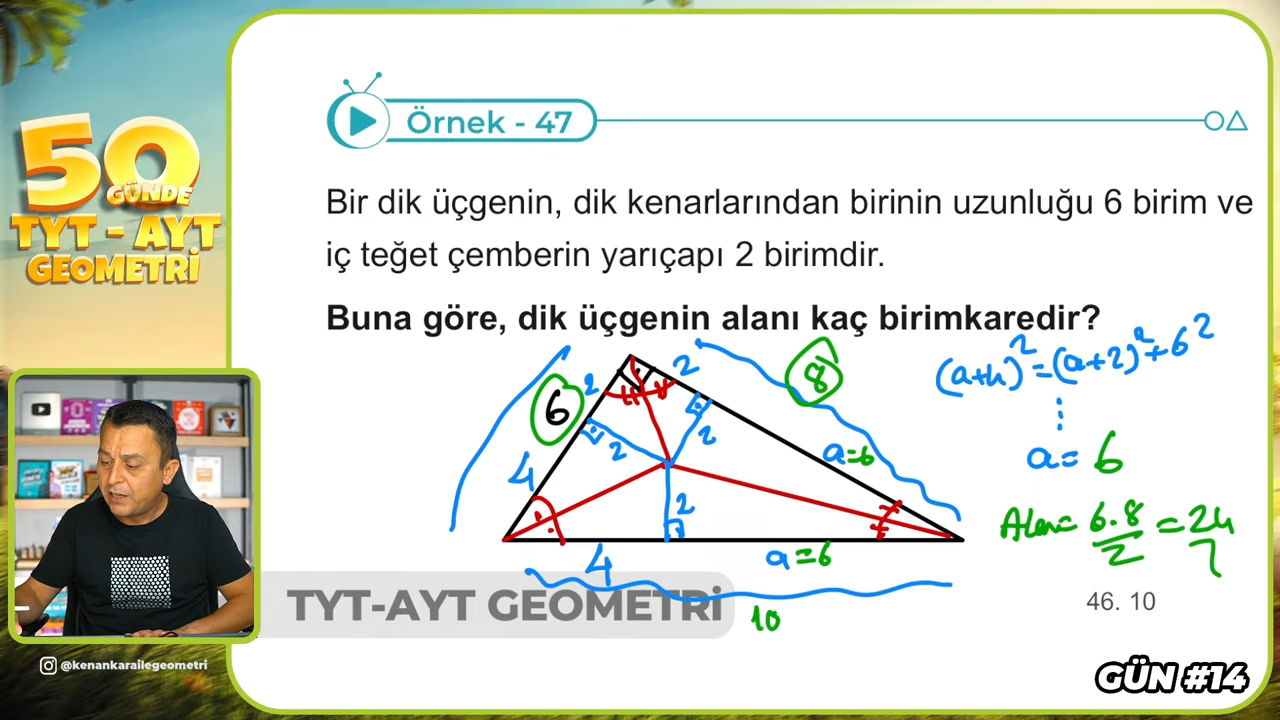 50
GÜNDE
TYT - AYT
GEOMETRİ
Örnek - 47
Bir dik üçgenin, dik kenarlarından birinin uzunluğu 6 birim ve
iç teğet çemberin yarıçapı 2 birimdir.
Buna göre, dik üçgenin alanı kaç birimkaredir?
(a+4)² = (a+2)² + 6²
⋮
a = 6
Alan = 6.8/2 = 24
6
8
2
2
2
2
2
4
a=6
4
a=6
10
TYT-AYT GEOMETRİ
46. 10
@kenankarailegeometri
GÜN #14